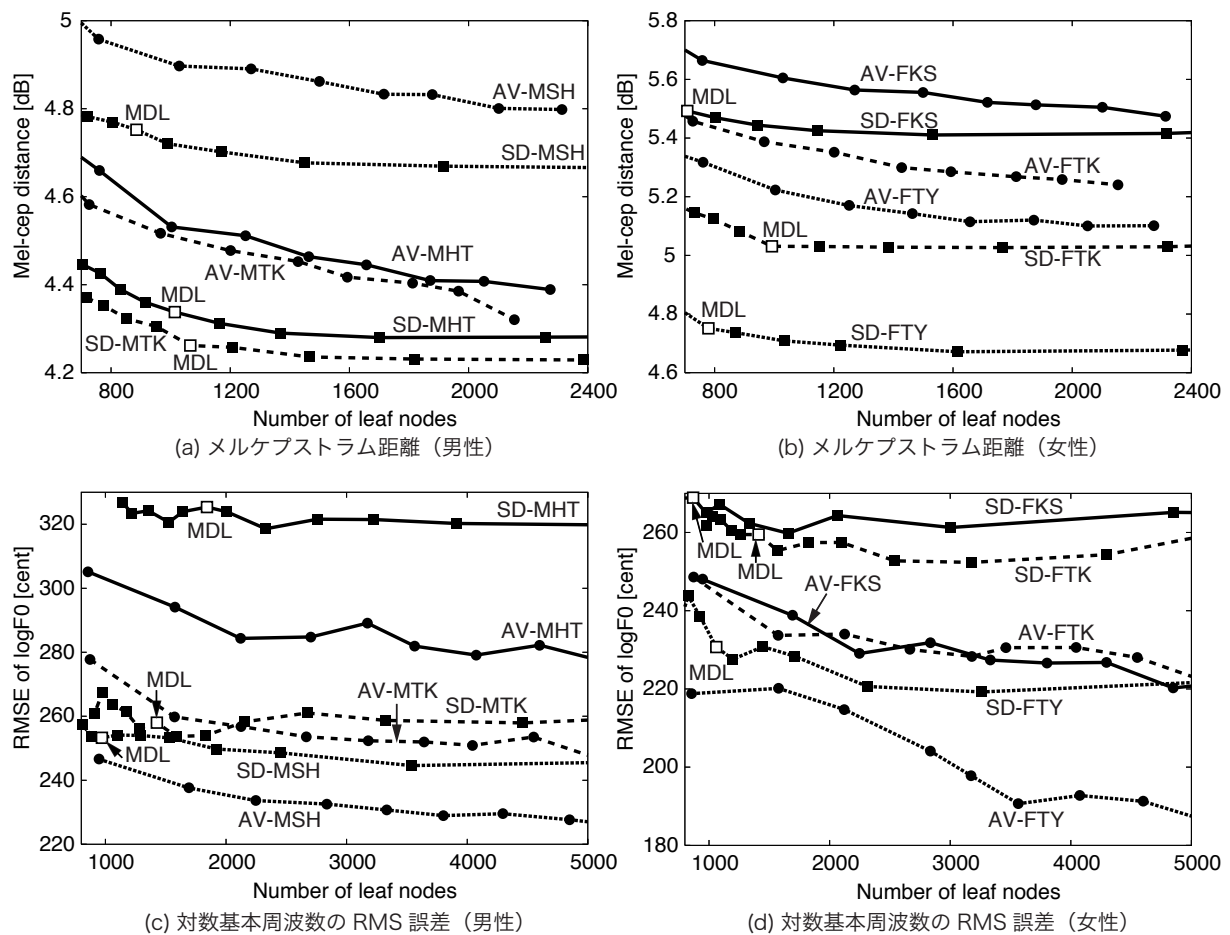 5
4.8
4.6
4.4
4.2
Mel-cep distance [dB]
AV-MSH
MDL
SD-MSH
AV-MHT
AV-MTK
MDL
SD-MHT
SD-MTK
MDL
800 1200 1600 2000 2400
Number of leaf nodes
(a) メルケプストラム距離（男性）
5.8
5.6
5.4
5.2
5
4.8
4.6
Mel-cep distance [dB]
AV-FKS
MDL
SD-FKS
AV-FTK
AV-FTY
MDL
SD-FTK
MDL
SD-FTY
800 1200 1600 2000 2400
Number of leaf nodes
(b) メルケプストラム距離（女性）
320
300
280
260
240
220
RMSE of logF0 [cent]
MDL
SD-MHT
AV-MHT
MDL
AV-MTK
SD-MTK
MDL
SD-MSH
AV-MSH
1000 2000 3000 4000 5000
Number of leaf nodes
(c) 対数基本周波数の RMS 誤差（男性）
260
240
220
200
180
RMSE of logF0 [cent]
SD-FKS
MDL
MDL
SD-FTK
AV-FKS
AV-FTK
MDL
SD-FTY
AV-FTY
1000 2000 3000 4000 5000
Number of leaf nodes
(d) 対数基本周波数の RMS 誤差（女性）